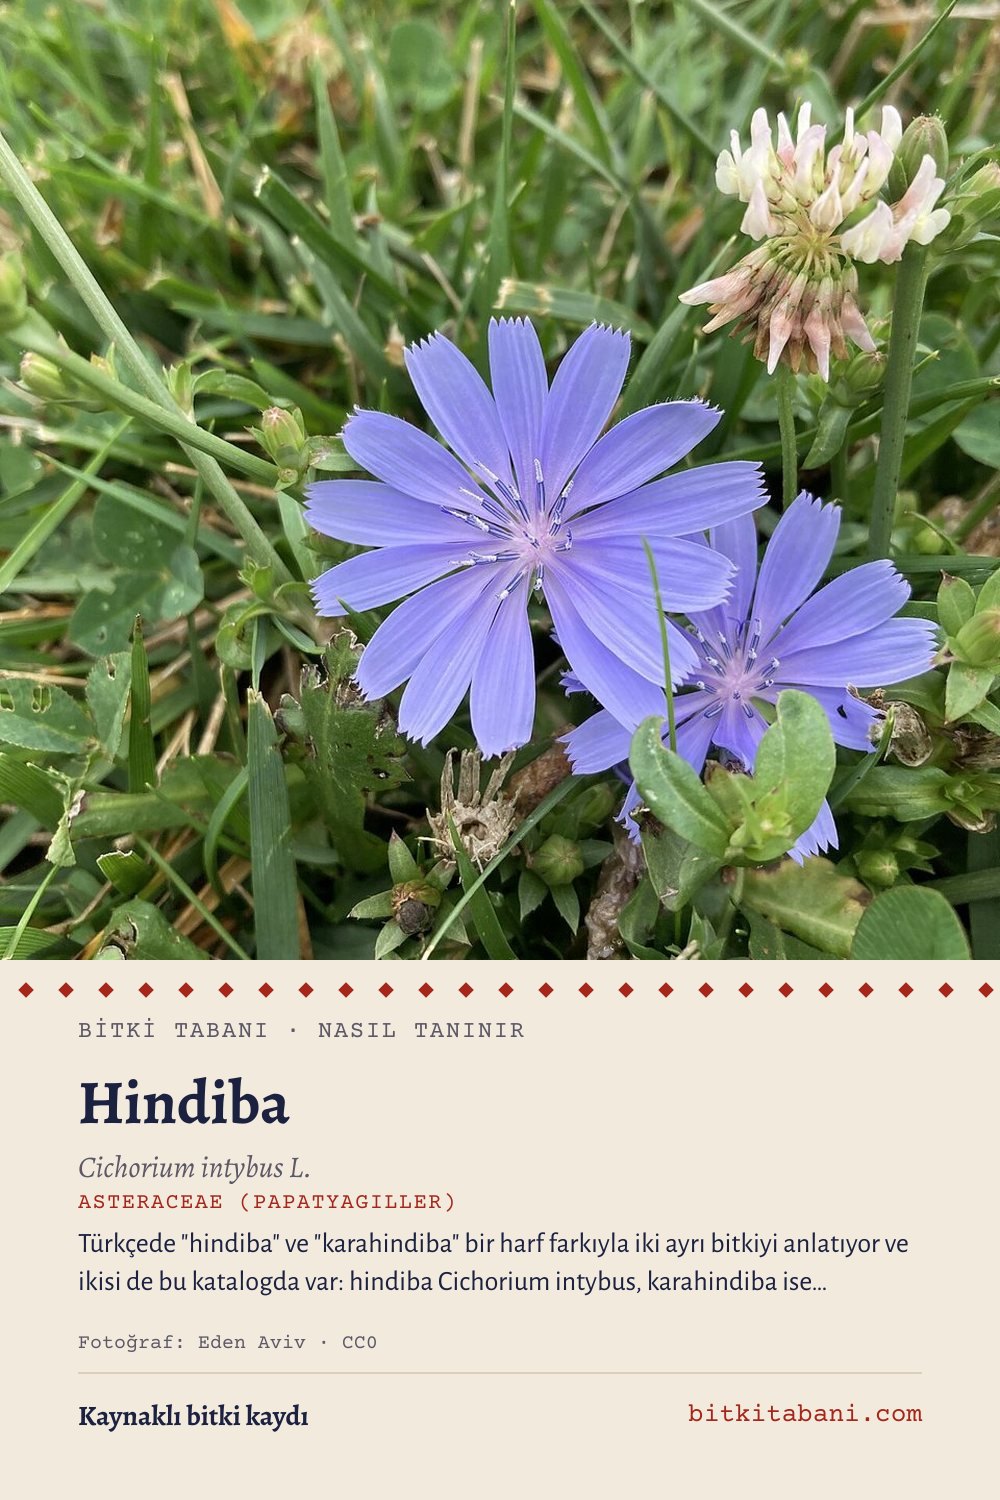 BİTKİ TABANI · NASIL TANINIR
Hindiba
Cichorium intybus L.
ASTERACEAE (PAPATYAGILLER)
Türkçede "hindiba" ve "karahindiba" bir harf farkıyla iki ayrı bitkiyi anlatıyor ve
ikisi de bu katalogda var: hindiba Cichorium intybus, karahindiba ise…
Fotoğraf: Eden Aviv · CC0
Kaynaklı bitki kaydı
bitkitabani.com